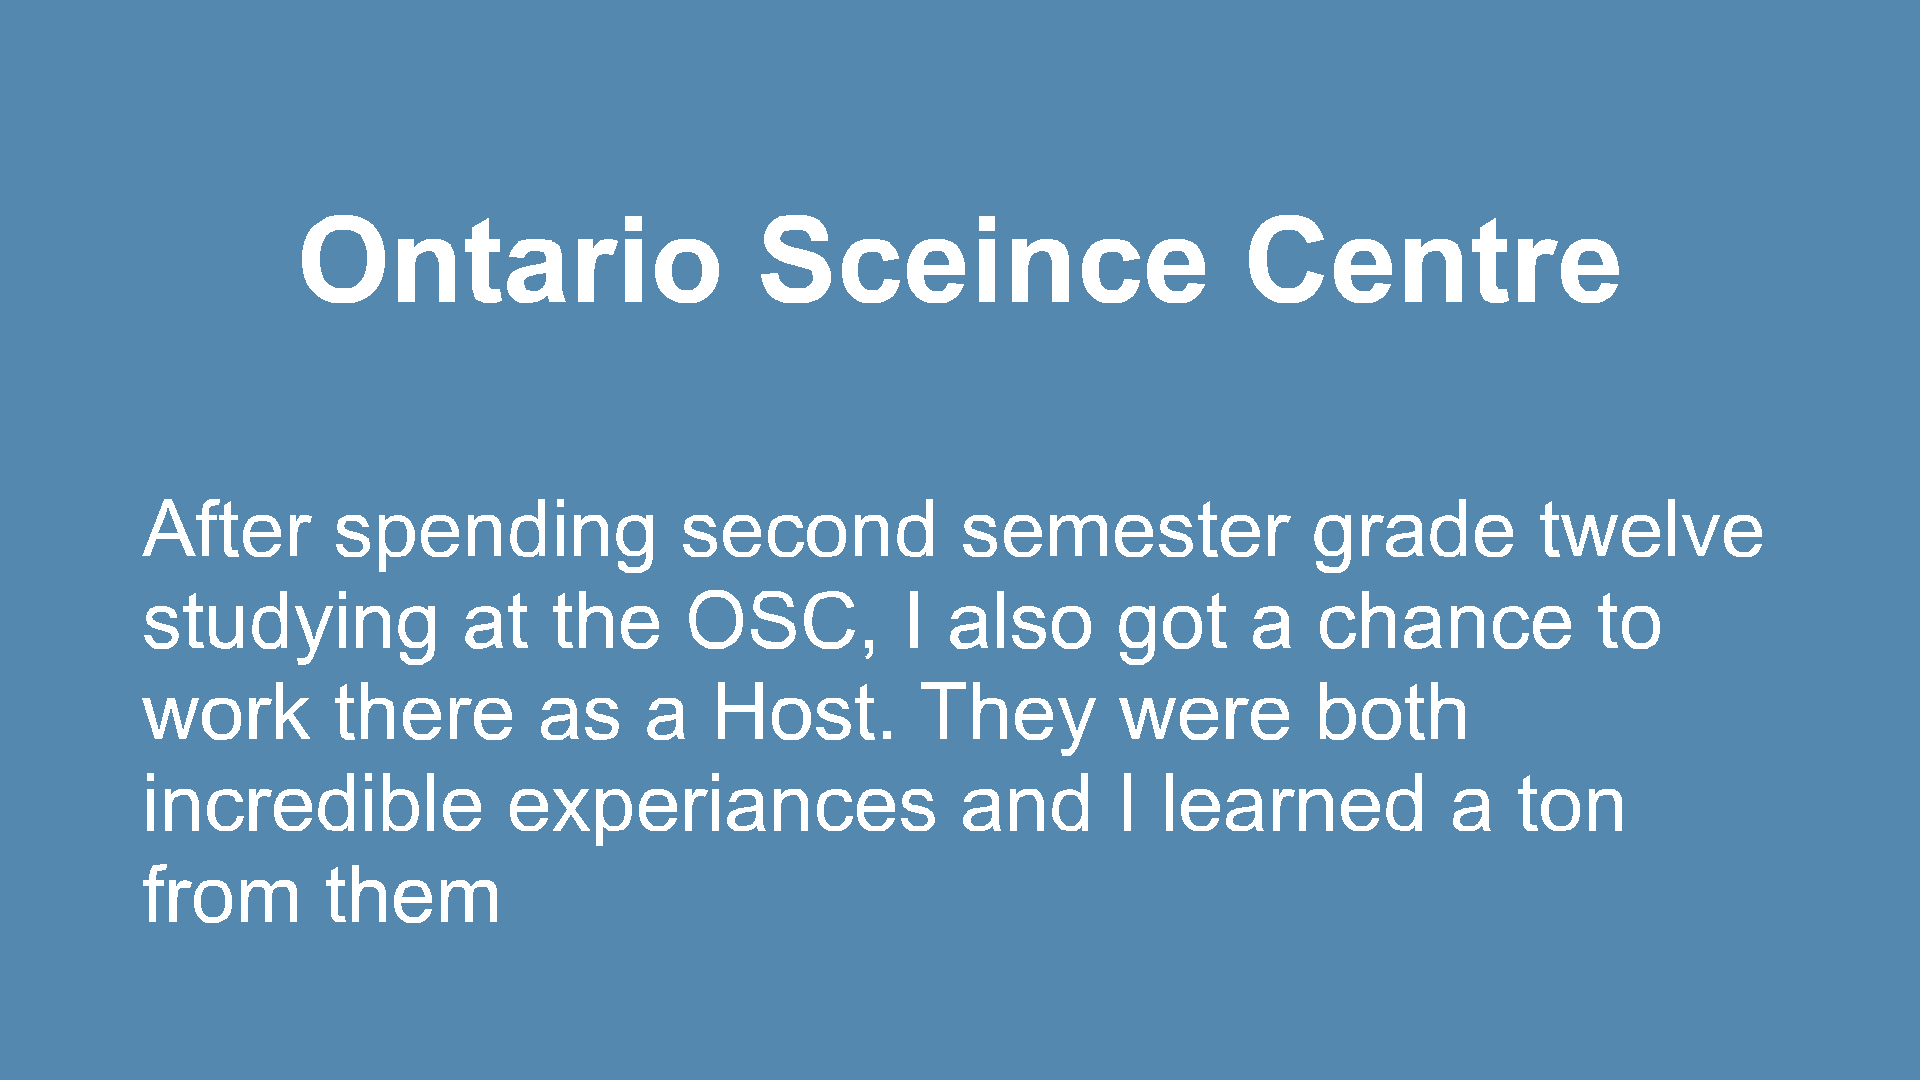 Ontario Sceince Centre
After spending second semester grade twelve
studying at the OSC, I also got a chance to
work there as a Host. They were both
incredible experiances and I learned a ton
from them